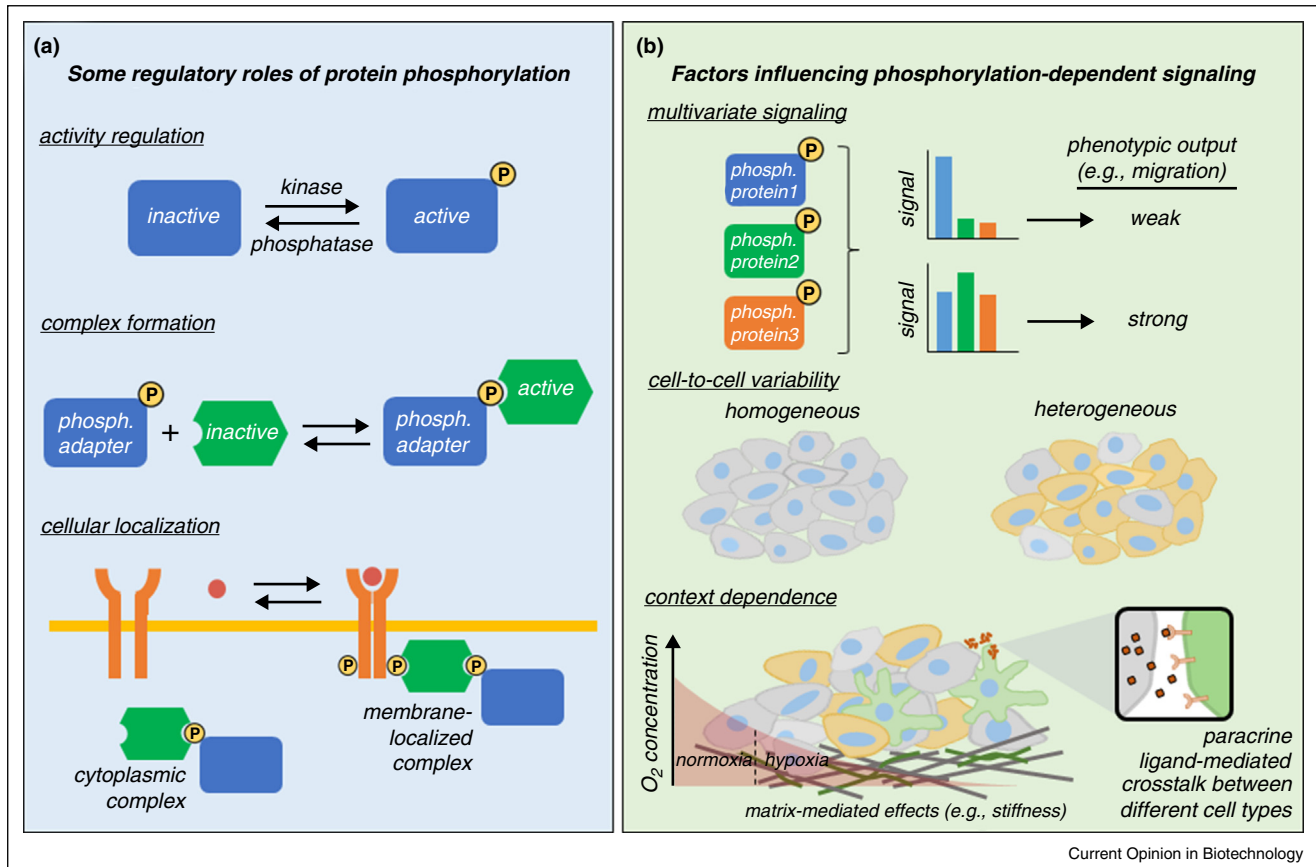 (a)
Some regulatory roles of protein phosphorylation
activity regulation
inactive
kinase
phosphatase
active
P
complex formation
phosph.
adapter
P
+
inactive
phosph.
adapter
P
active
cellular localization
P
P
P
membrane-
localized
complex
P
cytoplasmic
complex
(b)
Factors influencing phosphorylation-dependent signaling
multivariate signaling
phosph.
protein1
P
phosph.
protein2
P
phosph.
protein3
P
signal
signal
phenotypic output
(e.g., migration)
weak
strong
cell-to-cell variability
homogeneous
heterogeneous
context dependence
O2 concentration
normoxia
hypoxia
matrix-mediated effects (e.g., stiffness)
paracrine
ligand-mediated
crosstalk between
different cell types
Current Opinion in Biotechnology